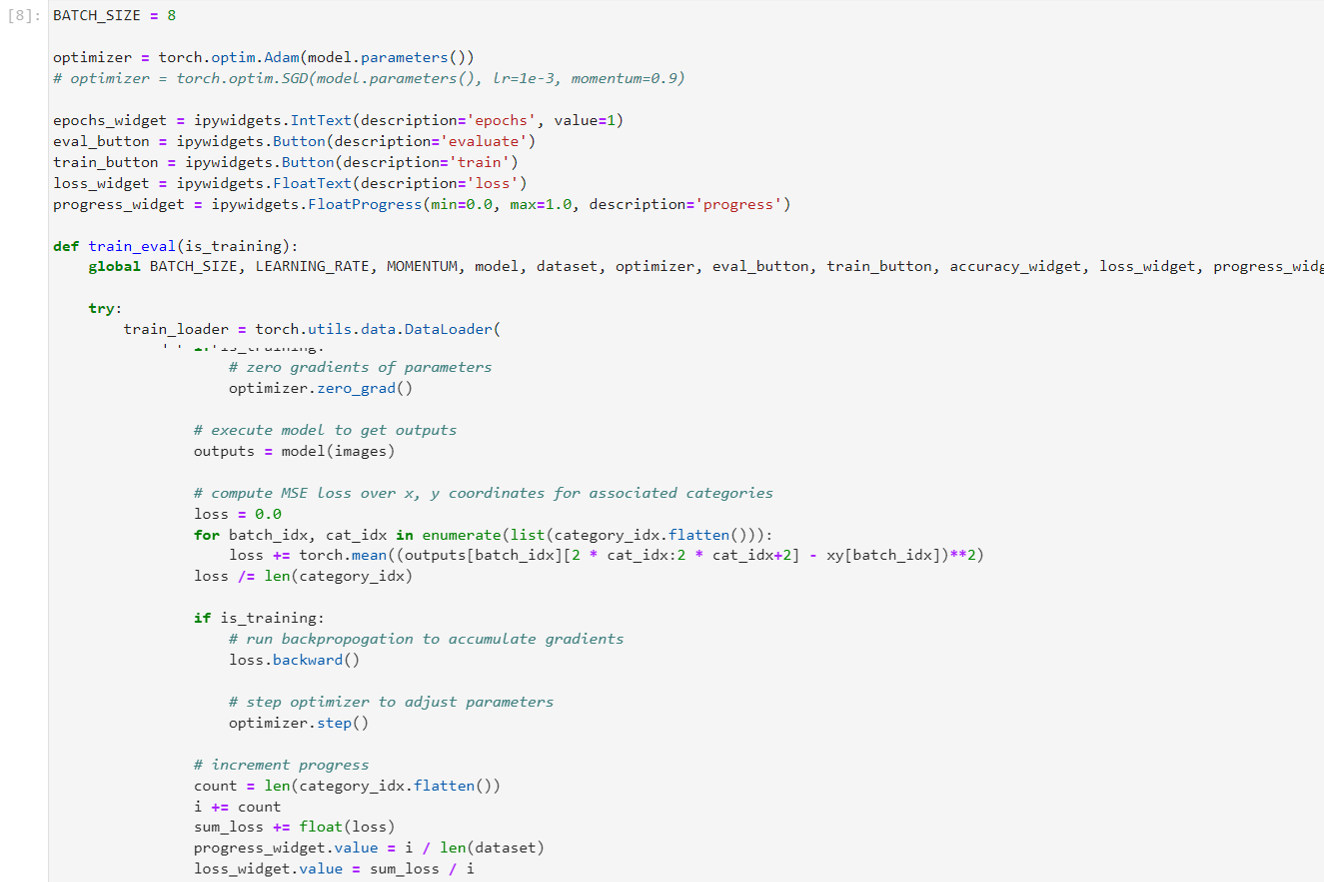 [8]: BATCH_SIZE = 8
optimizer = torch.optim.Adam(model.parameters())
# optimizer = torch.optim.SGD(model.parameters(), lr=1e-3, momentum=0.9)
epochs_widget = ipywidgets.IntText(description='epochs', value=1)
eval_button = ipywidgets.Button(description='evaluate')
train_button = ipywidgets.Button(description='train')
loss_widget = ipywidgets.FloatText(description='loss')
progress_widget = ipywidgets.FloatProgress(min=0.0, max=1.0, description='progress')
def train_eval(is_training):
global BATCH_SIZE, LEARNING_RATE, MOMENTUM, model, dataset, optimizer, eval_button, train_button, accuracy_widget, loss_widget, progress_widg
try:
train_loader = torch.utils.data.DataLoader(
if is_training:
# zero gradients of parameters
optimizer.zero_grad()
# execute model to get outputs
outputs = model(images)
# compute MSE loss over x, y coordinates for associated categories
loss = 0.0
for batch_idx, cat_idx in enumerate(list(category_idx.flatten())):
loss += torch.mean((outputs[batch_idx][2 * cat_idx:2 * cat_idx+2] - xy[batch_idx])**2)
loss /= len(category_idx)
if is_training:
# run backpropogation to accumulate gradients
loss.backward()
# step optimizer to adjust parameters
optimizer.step()
# increment progress
count = len(category_idx.flatten())
i += count
sum_loss += float(loss)
progress_widget.value = i / len(dataset)
loss_widget.value = sum_loss / i